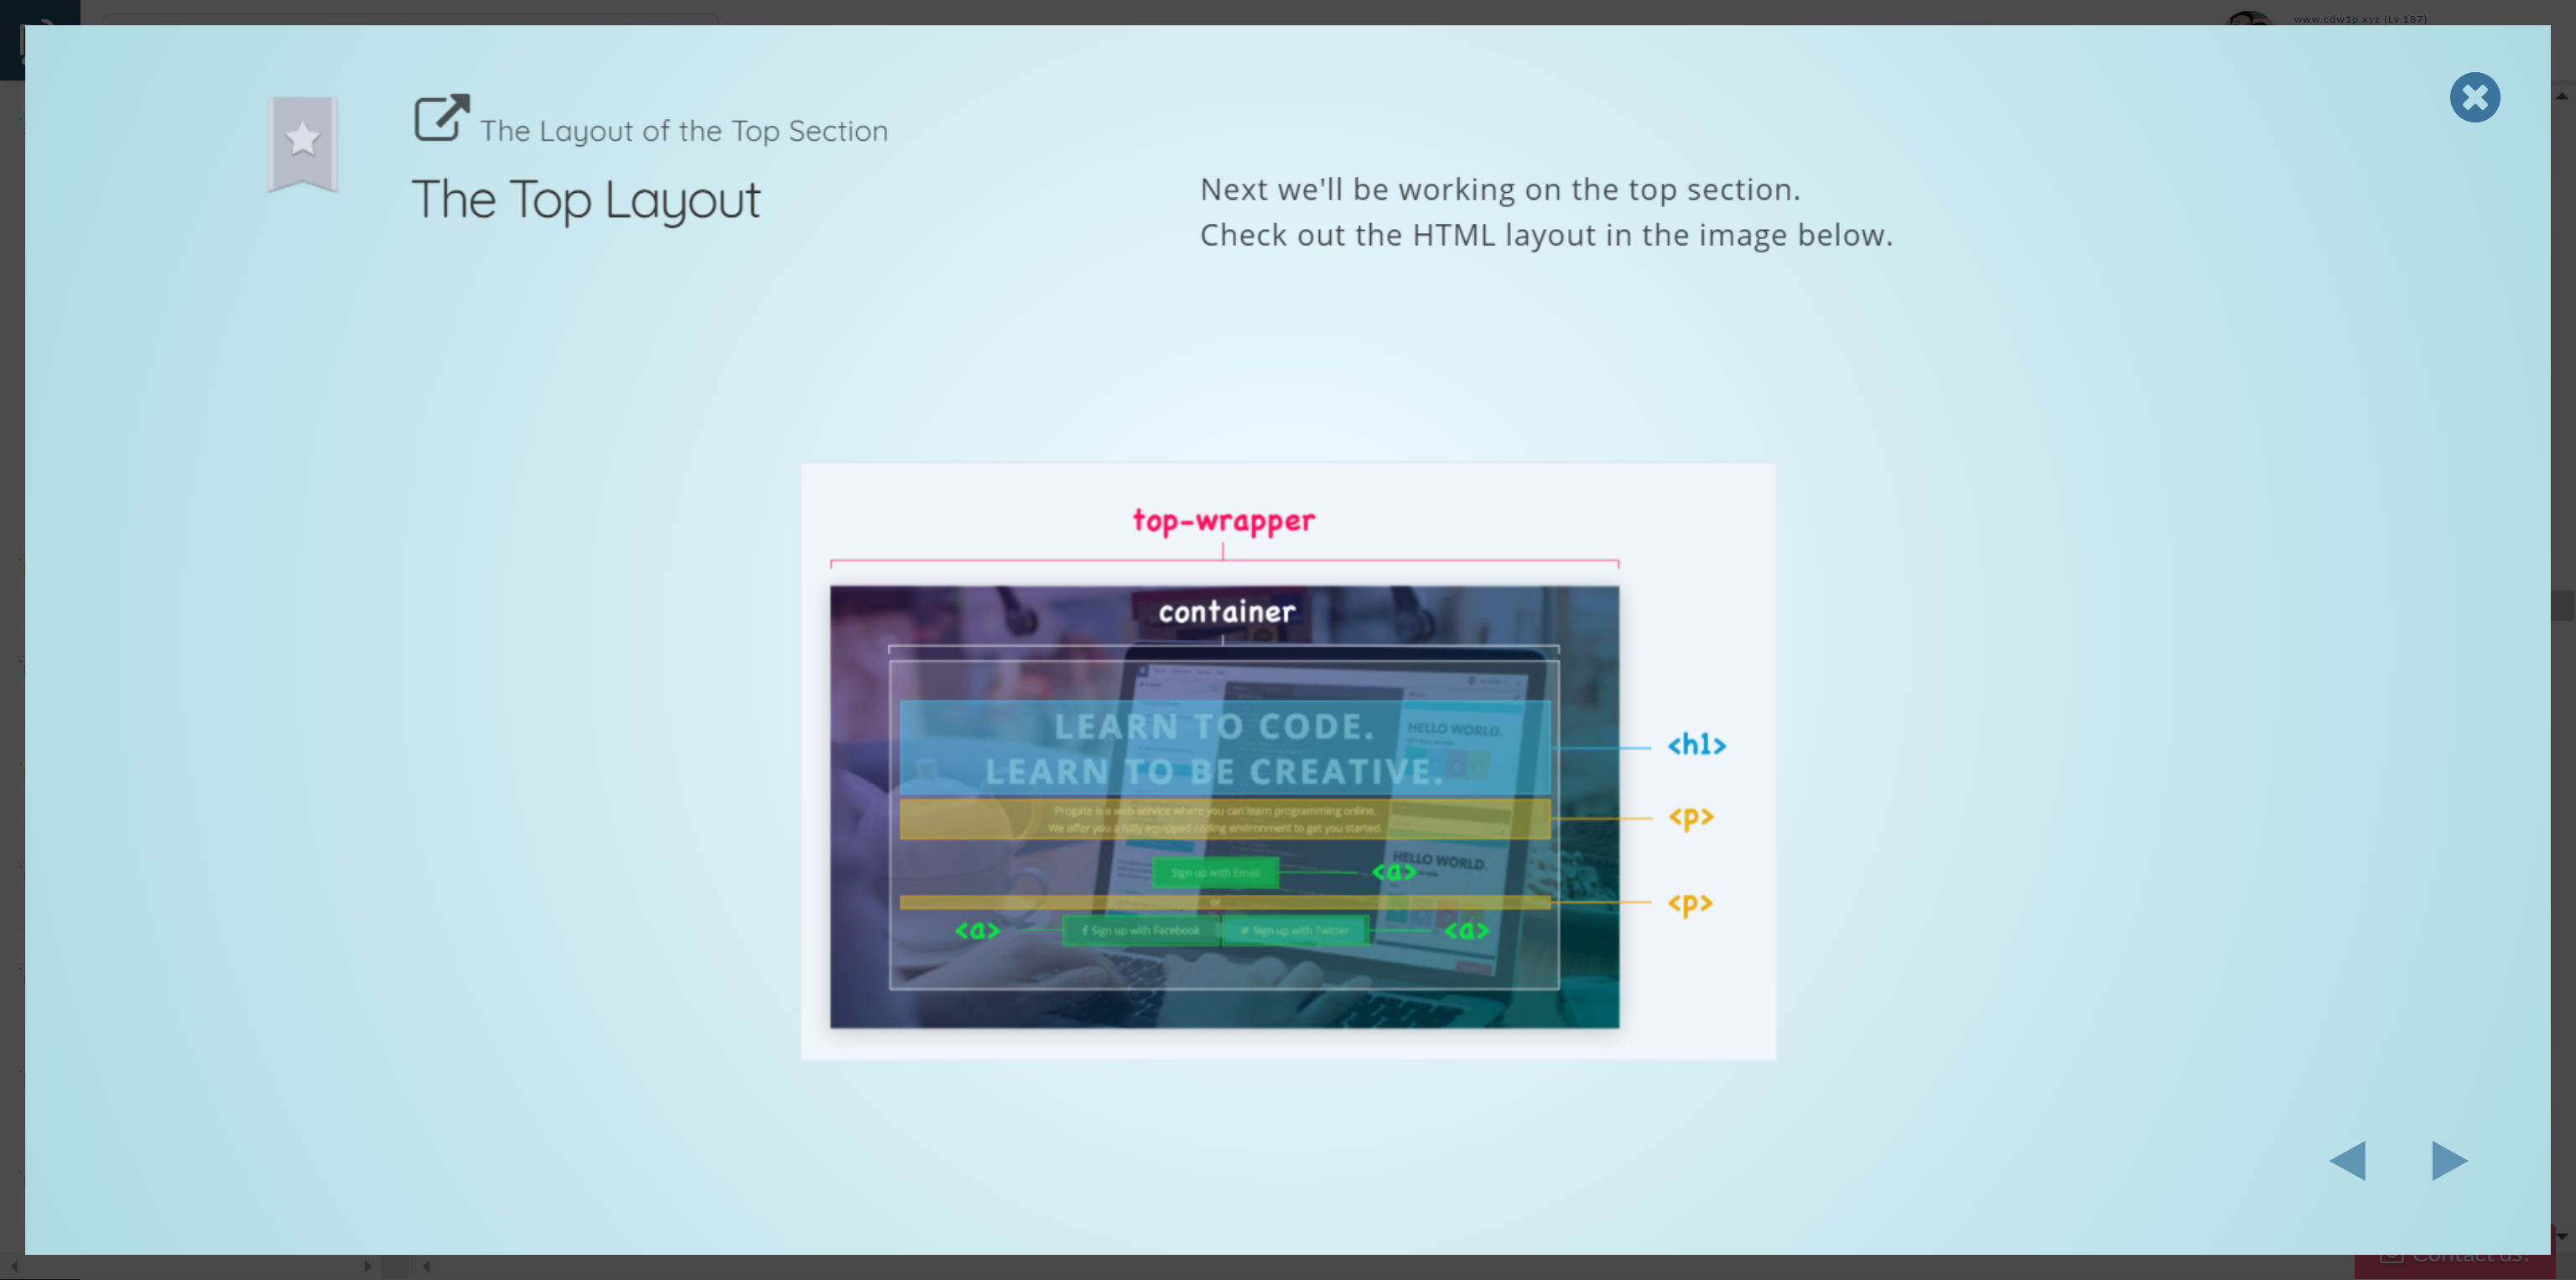 www.cdw1p.xyz (Lv.187)
The Layout of the Top Section
The Top Layout
Next we'll be working on the top section.
Check out the HTML layout in the image below.
top-wrapper
container
LEARN TO CODE.
LEARN TO BE CREATIVE.
HELLO WORLD.
<h1>
Progate is a web service where you can learn programming online.
We offer you a fully equipped coding environment to get you started.
<p>
HELLO WORLD.
Sign up with Email
<a>
or
<p>
<a>
Sign up with Facebook
Sign up with Twitter
<a>
Contact us!